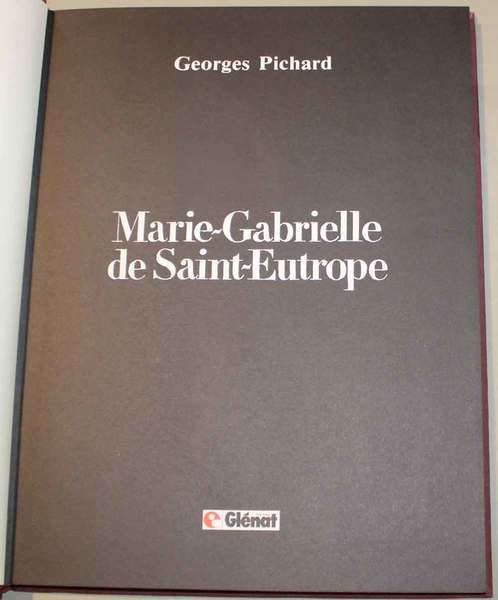 Georges Pichard
Marie-Gabrielle
de Saint-Eutrope
Glénat